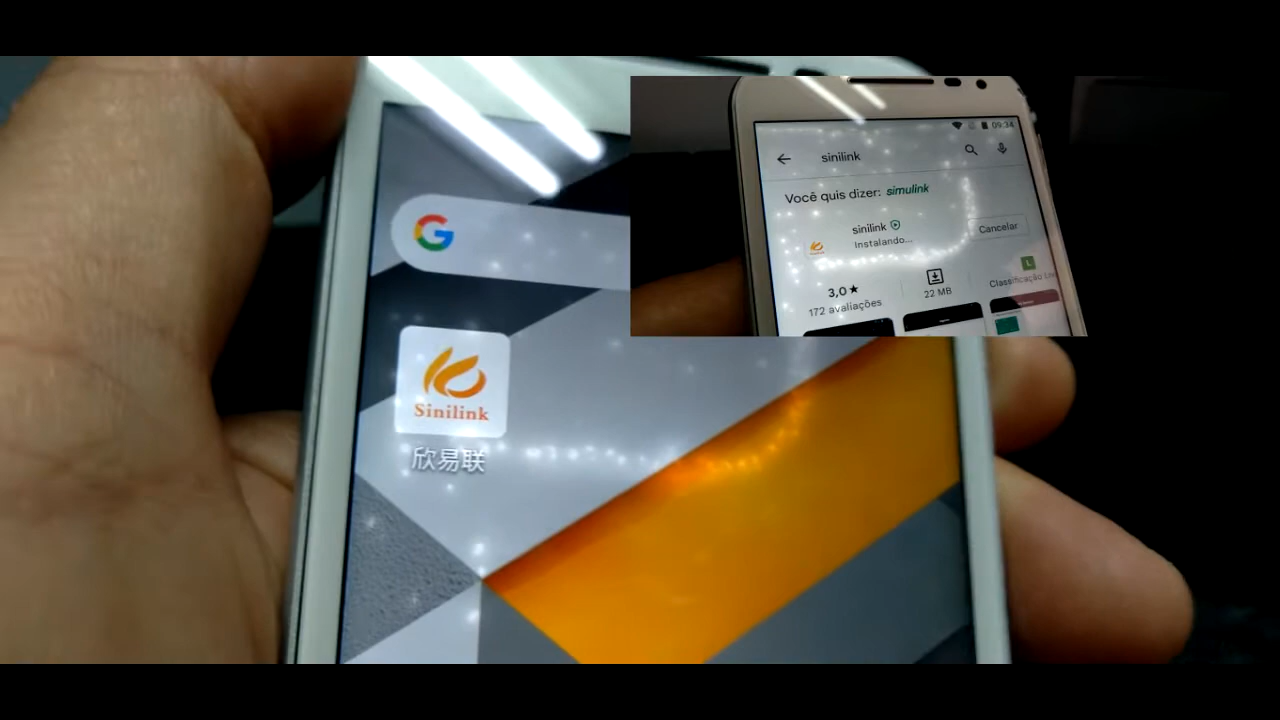 G
Sinilink
欣易联
09:34
sinilink
Você quis dizer: simulink
sinilink
Instalando...
Cancelar
3,0★
172 avaliações
22 MB
L
Classificação